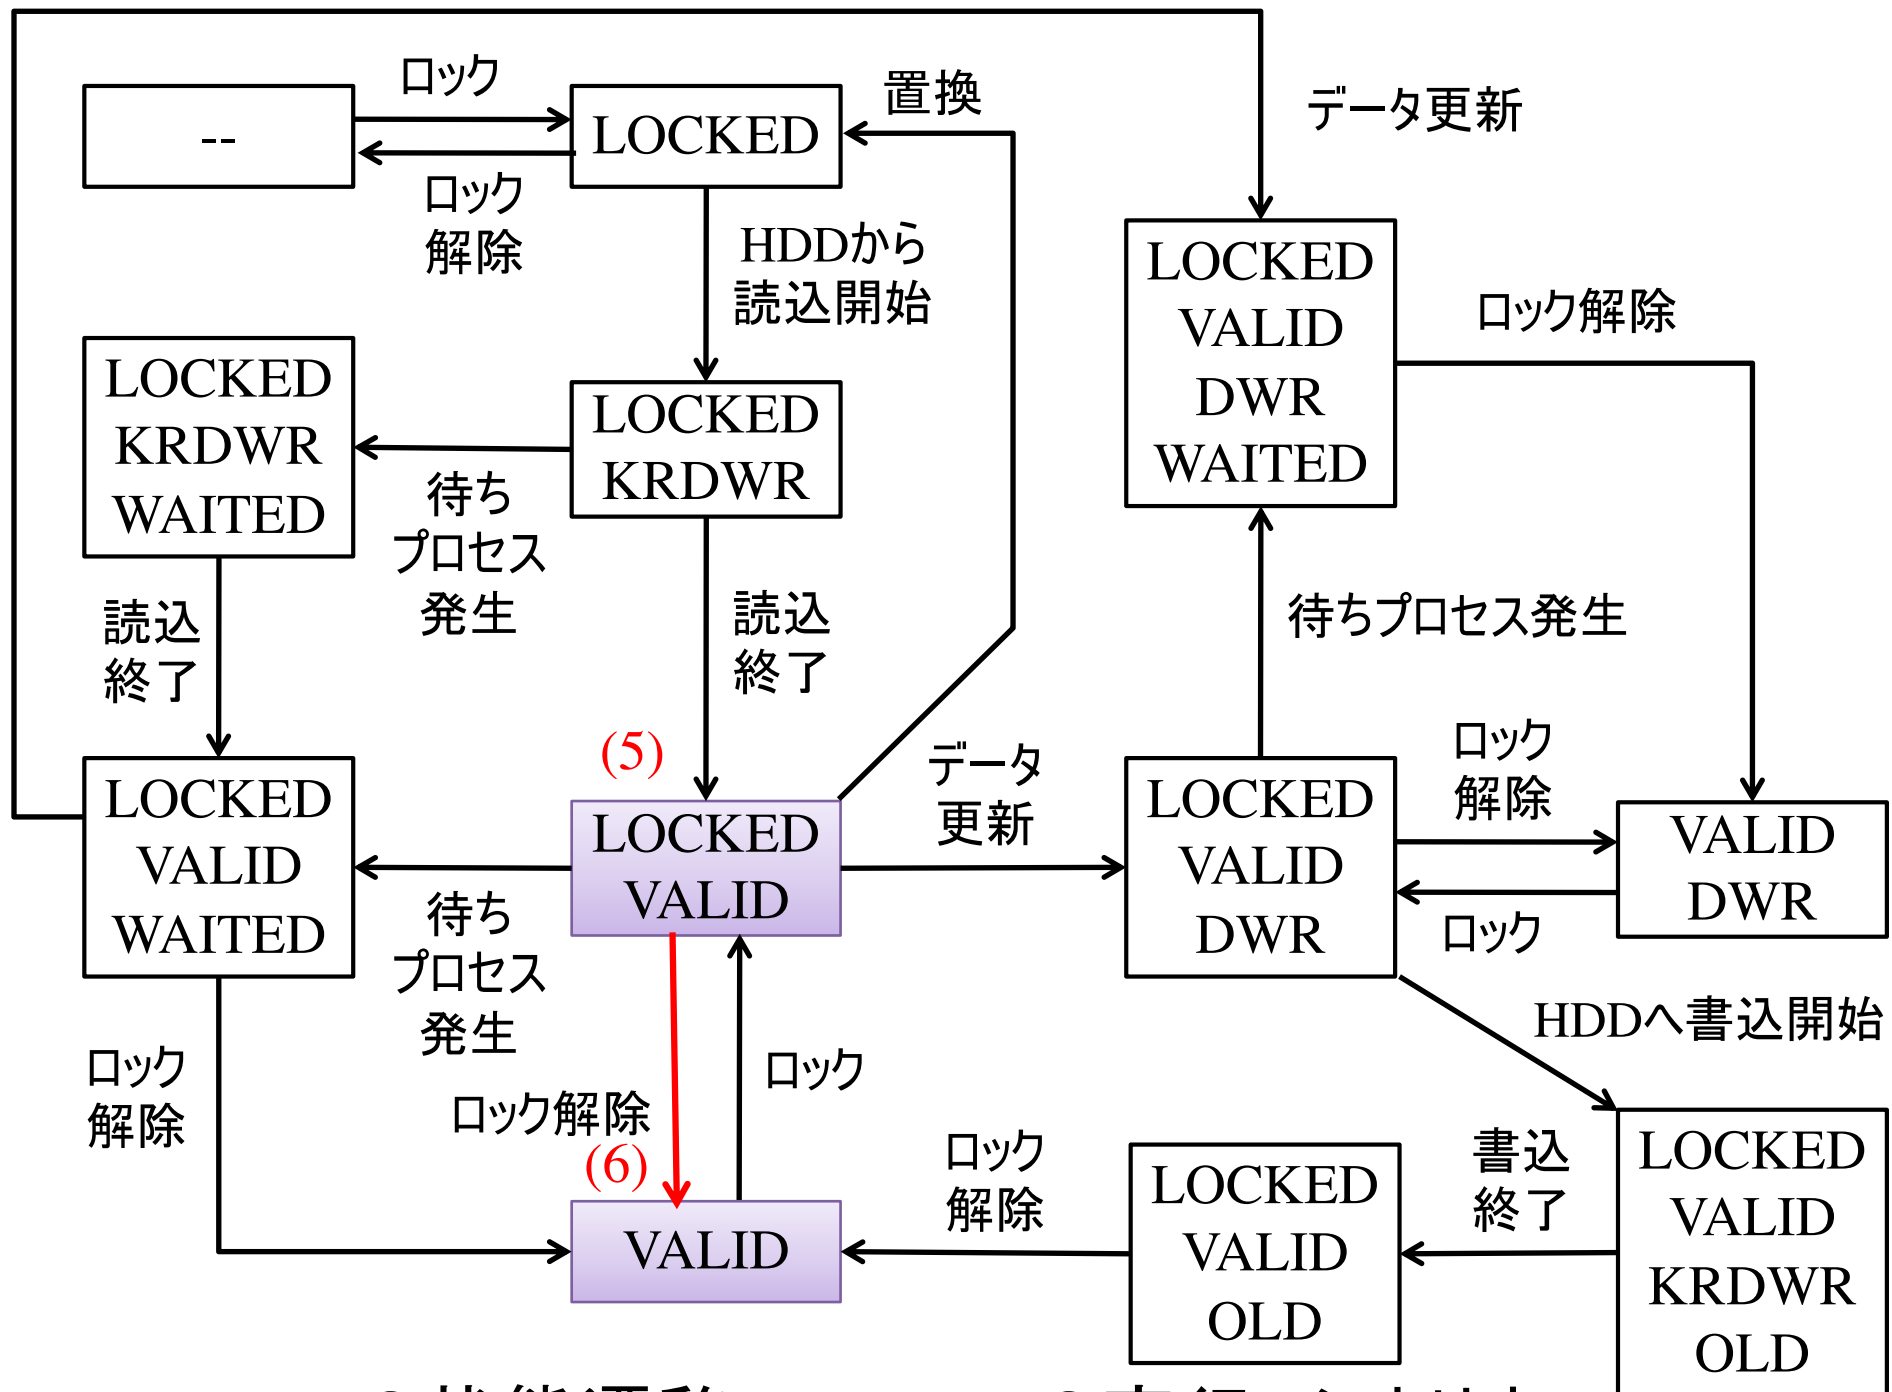 ロック
置換
データ更新
--
LOCKED
ロック
解除
HDDから
読込開始
LOCKED
VALID
DWR
WAITED
ロック解除
LOCKED
KRDWR
WAITED
LOCKED
KRDWR
待ち
プロセス
発生
読込
終了
読込
終了
待ちプロセス発生
(5)
データ
更新
ロック
解除
LOCKED
VALID
WAITED
LOCKED
VALID
LOCKED
VALID
DWR
VALID
DWR
ロック
待ち
プロセス
発生
HDDへ書込開始
ロック
解除
ロック
ロック解除
(6)
ロック
解除
書込
終了
VALID
LOCKED
VALID
OLD
LOCKED
VALID
KRDWR
OLD